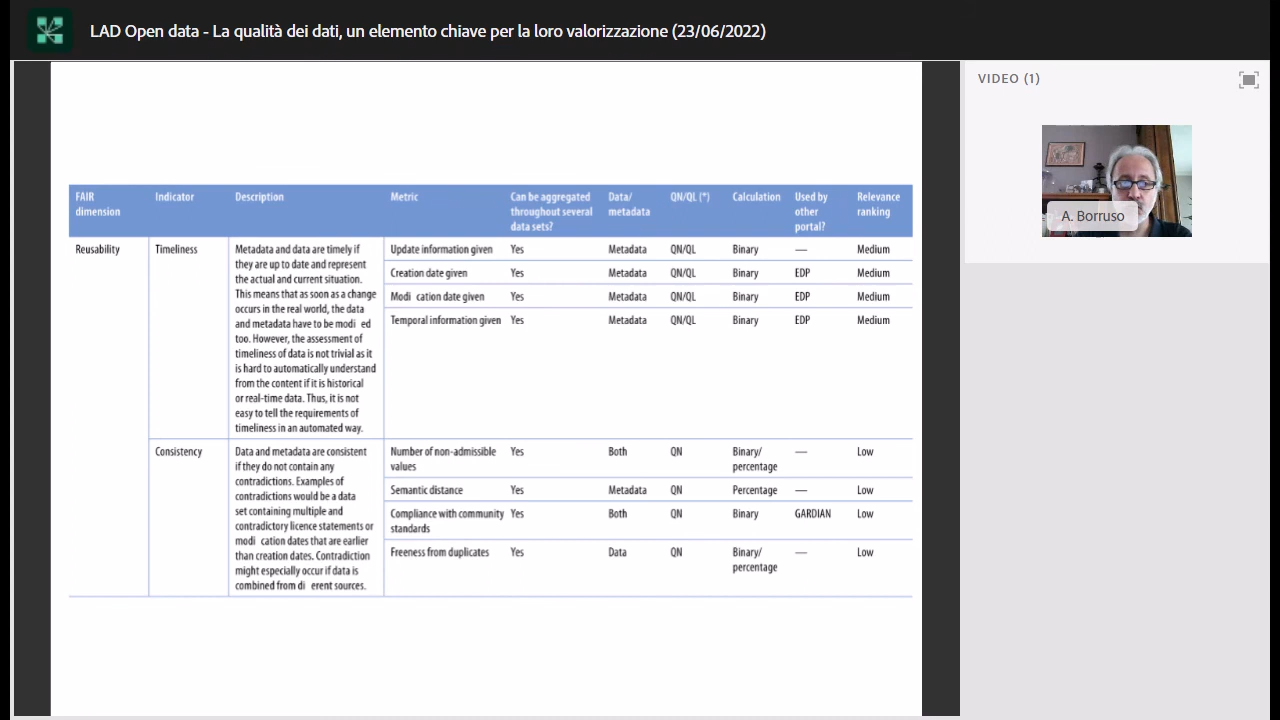 LAD Open data - La qualità dei dati, un elemento chiave per la loro valorizzazione (23/06/2022)
VIDEO (1)
A. Borruso
FAIR dimension
Indicator
Description
Metric
Can be aggregated throughout several data sets?
Data/ metadata
QN/QL (*)
Calculation
Used by other portal?
Relevance ranking
Reusability
Timeliness
Metadata and data are timely if
they are up to date and represent
the actual and current situation.
This means that as soon as a change
occurs in the real world, the data
and metadata have to be modi ed
too. However, the assessment of
timeliness of data is not trivial as it
is hard to automatically understand
from the content if it is historical
or real-time data. Thus, it is not
easy to tell the requirements of
timeliness in an automated way.
Update information given Yes Metadata QN/QL Binary — Medium
Creation date given Yes Metadata QN/QL Binary EDP Medium
Modi cation date given Yes Metadata QN/QL Binary EDP Medium
Temporal information given Yes Metadata QN/QL Binary EDP Medium
Consistency
Data and metadata are consistent
if they do not contain any
contradictions. Examples of
contradictions would be a data
set containing multiple and
contradictory licence statements or
modi cation dates that are earlier
than creation dates. Contradiction
might especially occur if data is
combined from di erent sources.
Number of non-admissible values Yes Both QN Binary/ percentage — Low
Semantic distance Yes Metadata QN Percentage — Low
Compliance with community standards Yes Both QN Binary GARDIAN Low
Freeness from duplicates Yes Data QN Binary/ percentage — Low